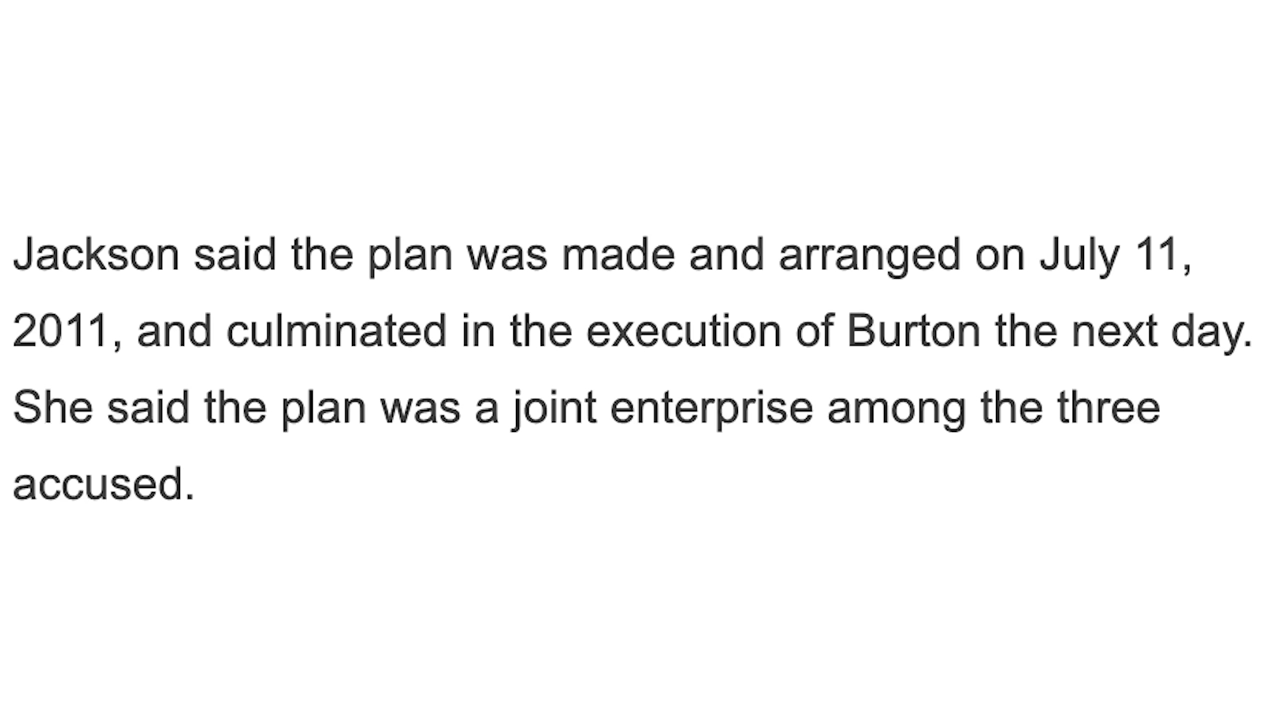 Jackson said the plan was made and arranged on July 11,
2011, and culminated in the execution of Burton the next day.
She said the plan was a joint enterprise among the three
accused.